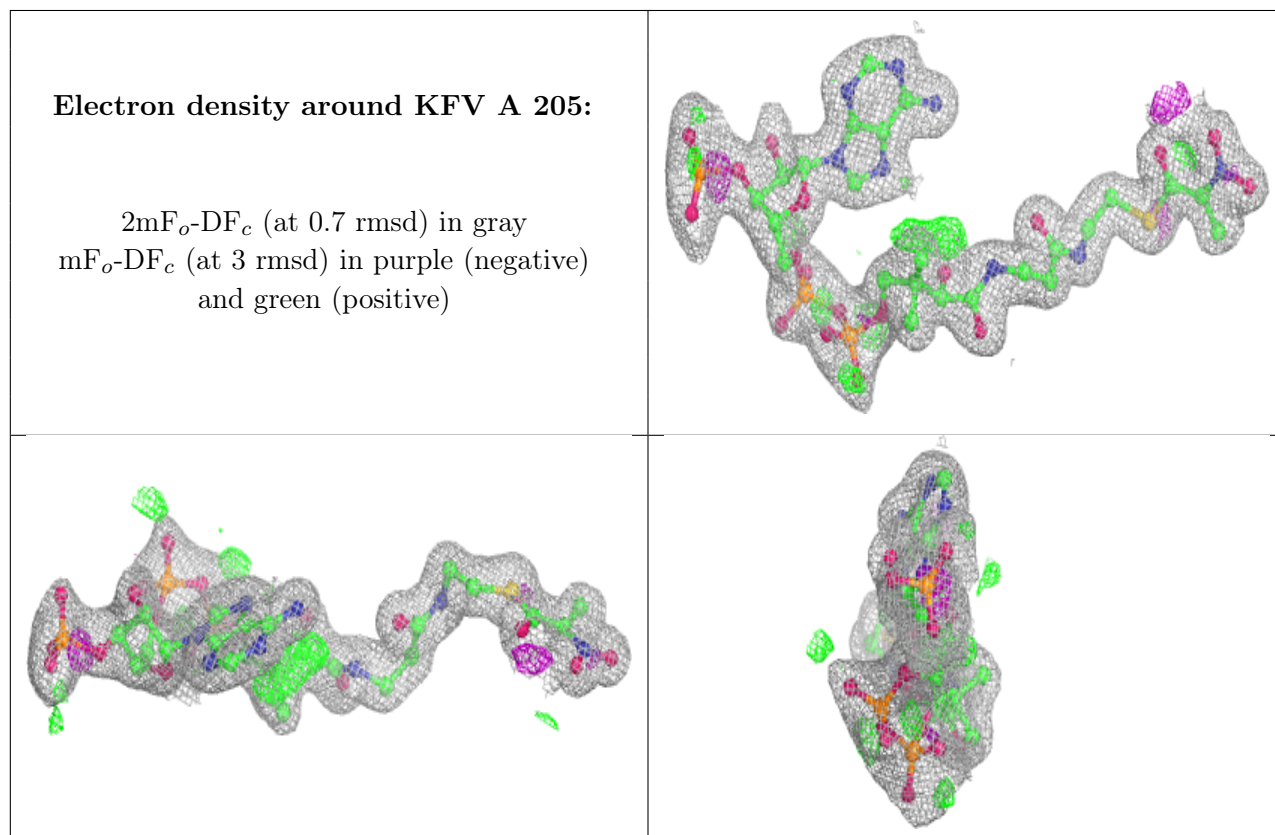 Electron density around KFV A 205:
2mFo-DFc (at 0.7 rmsd) in gray
mFo-DFc (at 3 rmsd) in purple (negative)
and green (positive)